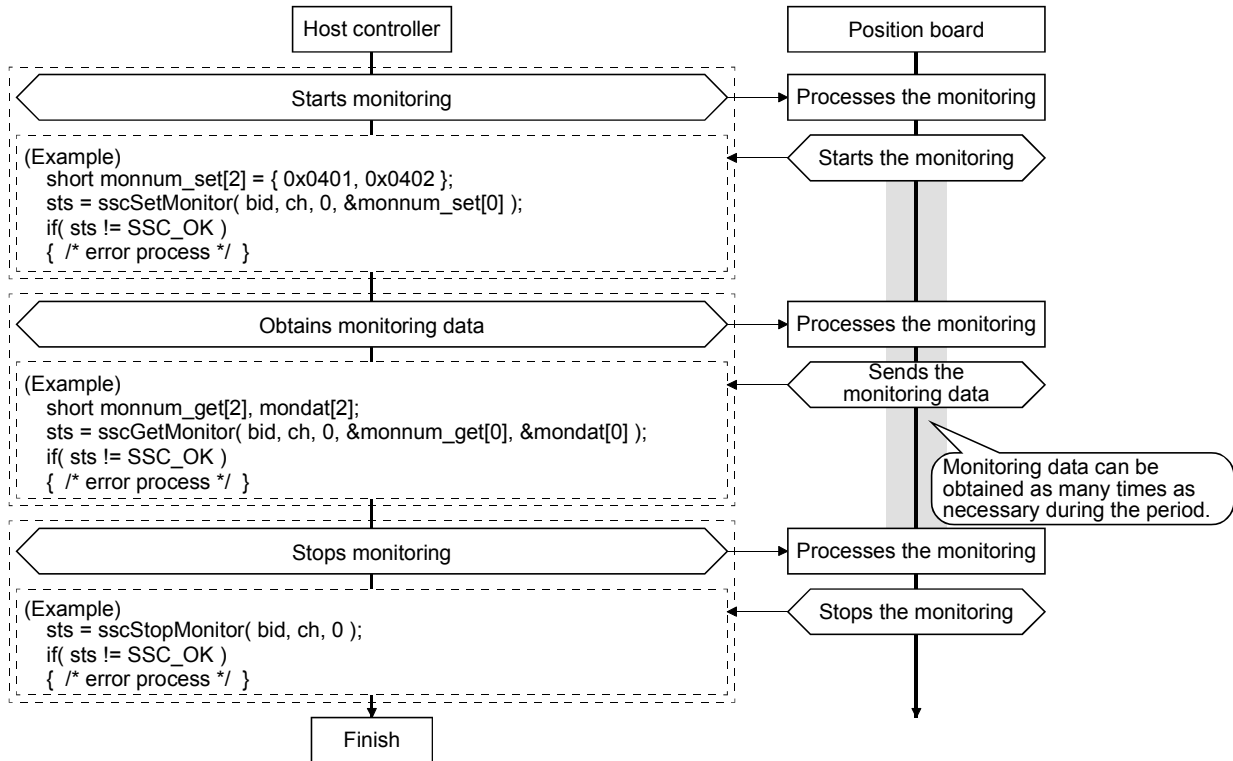 Host controller
Position board
Starts monitoring
Processes the monitoring
(Example)
short monnum_set[2] = { 0x0401, 0x0402 };
sts = sscSetMonitor( bid, ch, 0, &monnum_set[0] );
if( sts != SSC_OK )
{  /* error process */  }
Starts the monitoring
Obtains monitoring data
Processes the monitoring
(Example)
short monnum_get[2], mondat[2];
sts = sscGetMonitor( bid, ch, 0, &monnum_get[0], &mondat[0] );
if( sts != SSC_OK )
{  /* error process */  }
Sends the
monitoring data
Monitoring data can be
obtained as many times as
necessary during the period.
Stops monitoring
Processes the monitoring
(Example)
sts = sscStopMonitor( bid, ch, 0 );
if( sts != SSC_OK )
{  /* error process */  }
Stops the monitoring
Finish